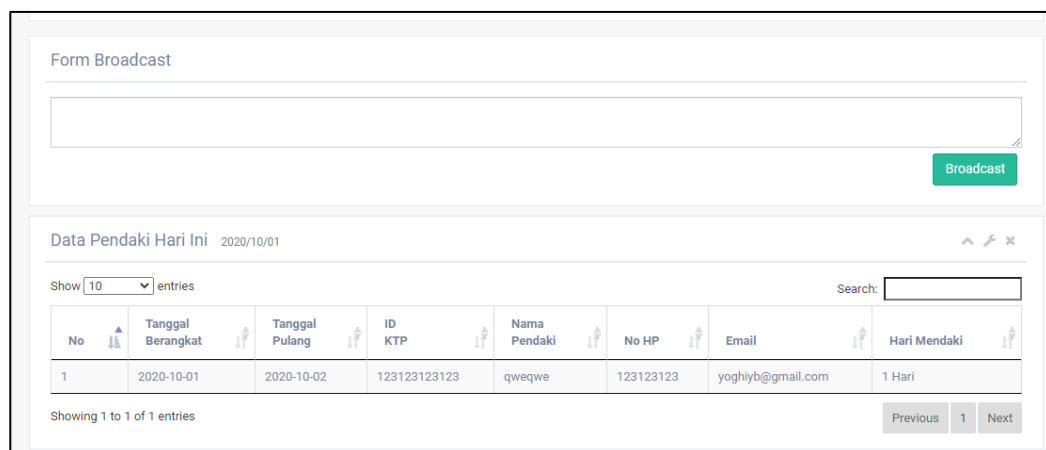 Form Broadcast
Broadcast
Data Pendaki Hari Ini 2020/10/01
Show 10 entries
Search:
No Tanggal Berangkat Tanggal Pulang ID KTP Nama Pendaki No HP Email Hari Mendaki
1 2020-10-01 2020-10-02 123123123123 qweqwe 123123123 yoghiyb@gmail.com 1 Hari
Showing 1 to 1 of 1 entries
Previous 1 Next